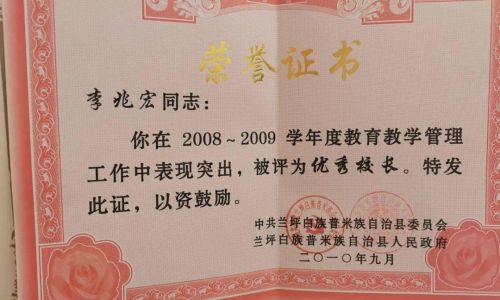 荣誉证书
李兆宏同志：
你在 2008～2009 学年度教育教学管理
工作中表现突出，被评为优秀校长。特发
此证，以资鼓励。
中共兰坪白族普米族自治县委员会
兰坪白族普米族自治县人民政府
二〇一〇年九月